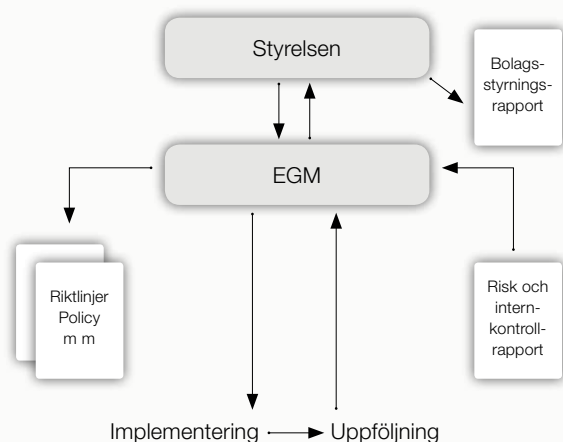 Styrelsen
Bolags-
styrnings-
rapport
EGM
Riktlinjer
Policy
m m
Risk och
intern-
kontroll-
rapport
Implementering
Uppföljning